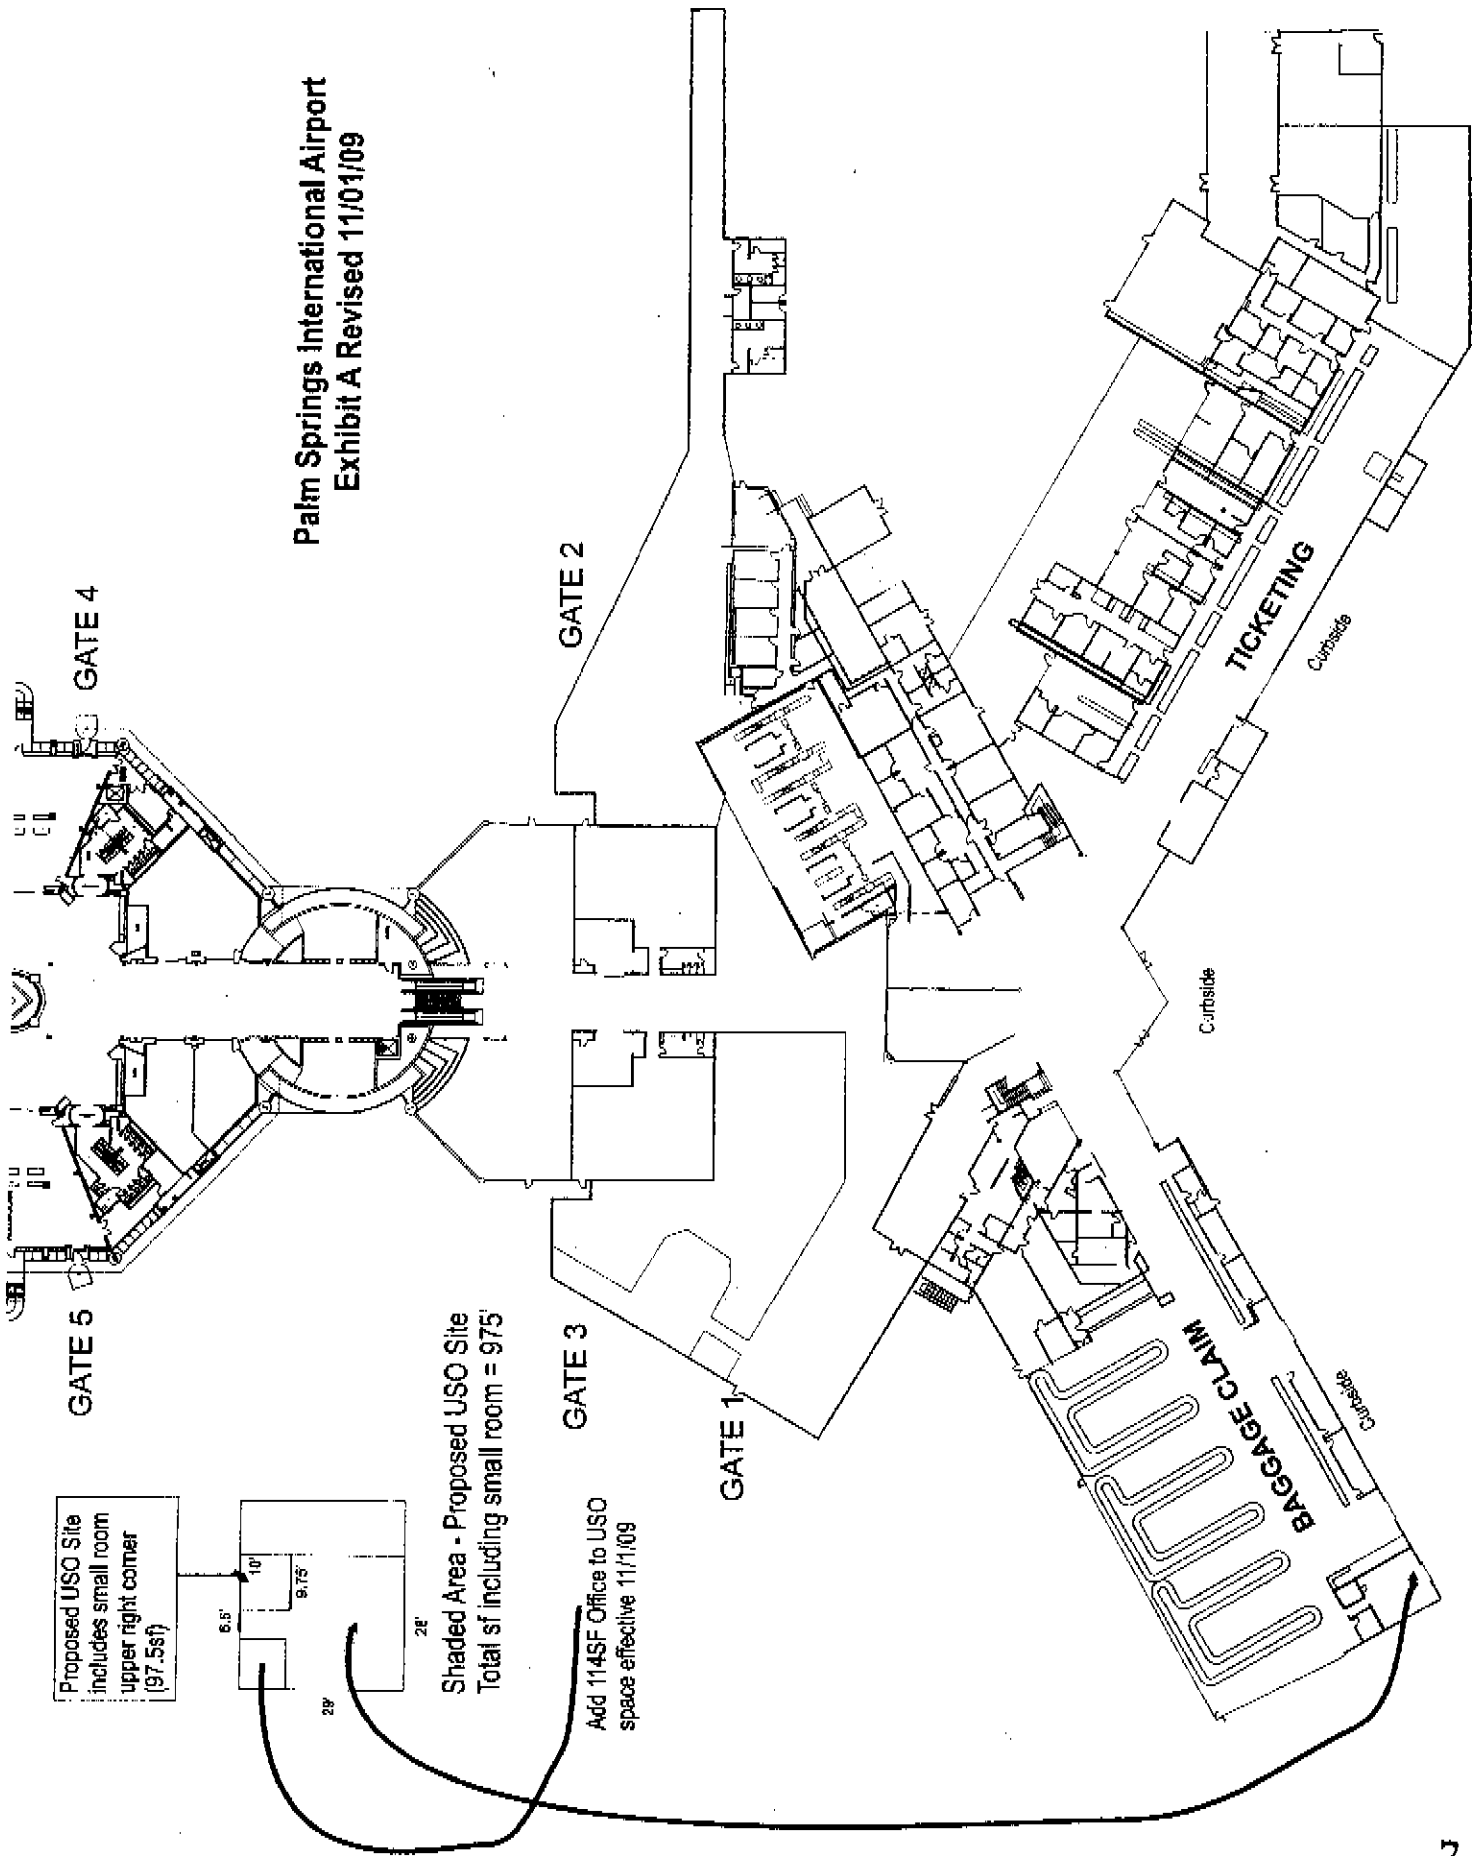 Palm Springs International Airport
Exhibit A Revised 11/01/09
GATE 4
GATE 2
GATE 5
GATE 3
GATE 1
TICKETING
Curbside
Curbside
BAGGAGE CLAIM
Curbside
Proposed USO Site
includes small room
upper right corner
(97.5sf)
10'
9.75'
6.5'
28'
29'
Shaded Area - Proposed USO Site
Total sf including small room = 975'
Add 114SF Office to USO
space effective 11/1/09